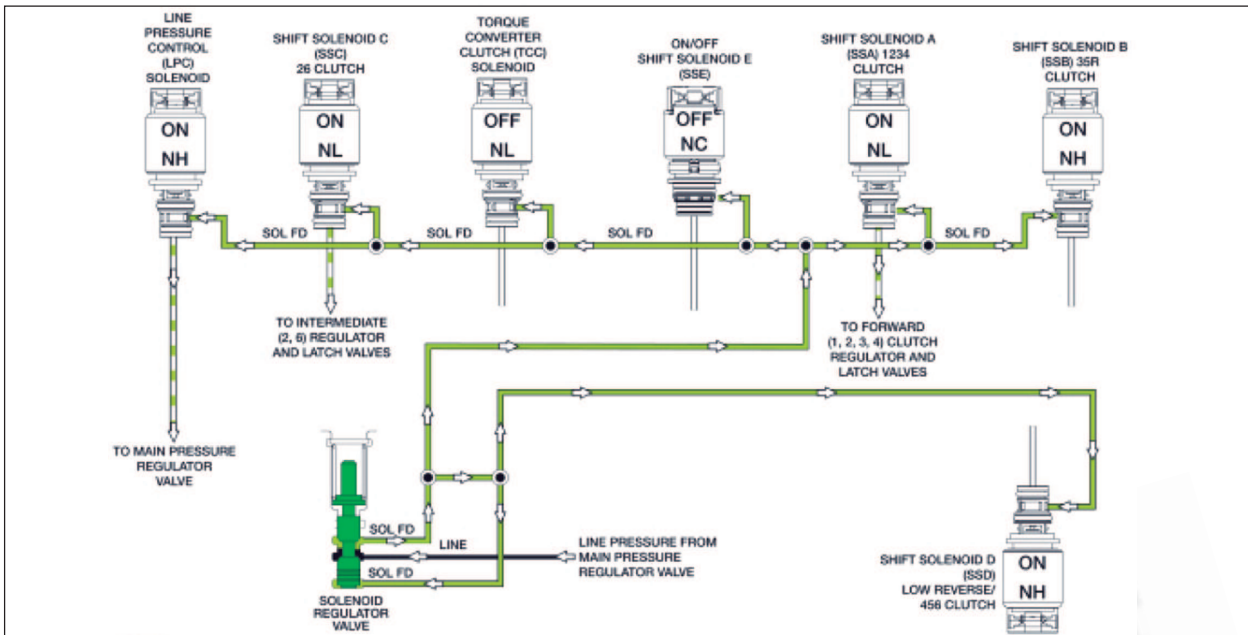 LINE
PRESSURE
CONTROL
(LPC)
SOLENOID
ON
NH
SHIFT SOLENOID C
(SSC)
26 CLUTCH
ON
NL
TORQUE
CONVERTER
CLUTCH (TCC)
SOLENOID
OFF
NL
ON/OFF
SHIFT SOLENOID E
(SSE)
OFF
NC
SHIFT SOLENOID A
(SSA) 1234
CLUTCH
ON
NL
SHIFT SOLENOID B
(SSB) 35R
CLUTCH
ON
NH
SOL FD
SOL FD
SOL FD
SOL FD
TO INTERMEDIATE
(2, 6) REGULATOR
AND LATCH VALVES
TO FORWARD
(1, 2, 3, 4) CLUTCH
REGULATOR AND
LATCH VALVES
TO MAIN PRESSURE
REGULATOR
VALVE
SOL FD
LINE
SOL FD
LINE PRESSURE FROM
MAIN PRESSURE
REGULATOR VALVE
SOLENOID
REGULATOR
VALVE
SHIFT SOLENOID D
(SSD)
LOW REVERSE/
456 CLUTCH
ON
NH